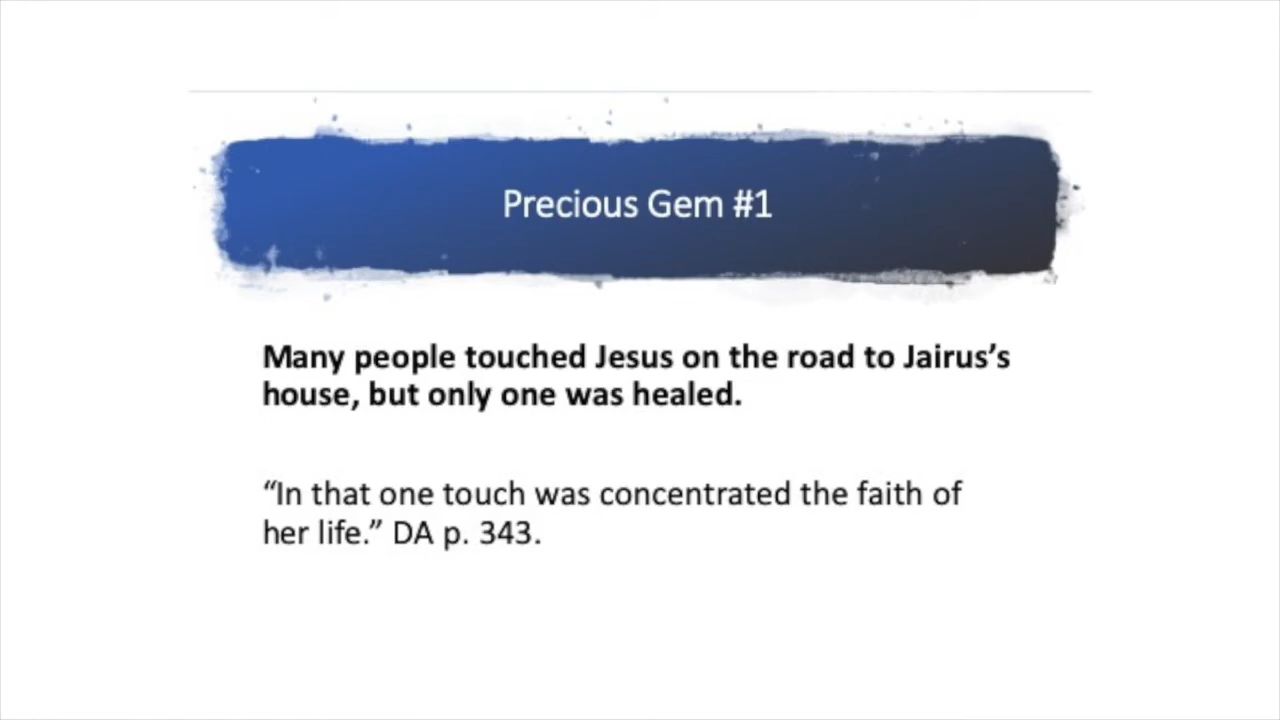 Precious Gem #1
Many people touched Jesus on the road to Jairus’s
house, but only one was healed.
“In that one touch was concentrated the faith of
her life.” DA p. 343.